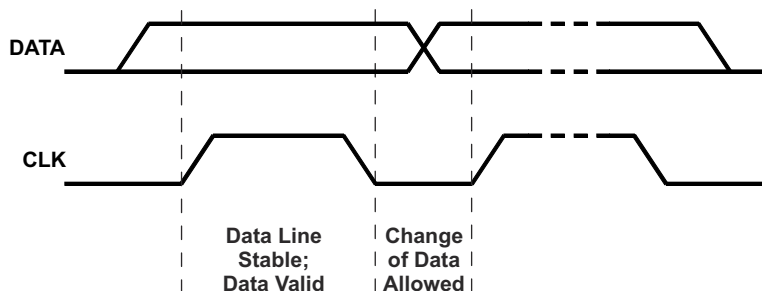 DATA
CLK
Data Line
Stable;
Data Valid
Change
of Data
Allowed